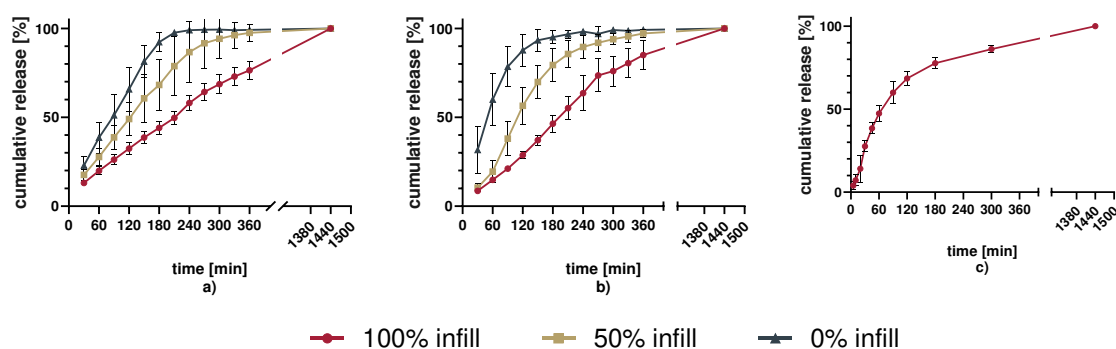 cumulative release [%]
100
50
0
0 60 120 180 240 300 360 1380 1440 1500
time [min]
a)
cumulative release [%]
100
50
0
0 60 120 180 240 300 360 1380 1440 1500
time [min]
b)
cumulative release [%]
100
50
0
0 60 120 180 240 300 360 1380 1440 1500
time [min]
c)
100% infill 50% infill 0% infill